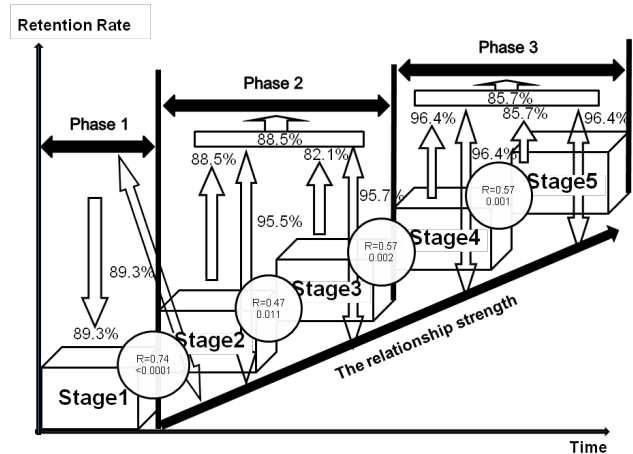 Retention Rate
Phase 3
Phase 2
Phase 1
85.7%
96.4%
85.7%
96.4%
88.5%
88.5%
82.1%
96.4%
95.7%
95.5%
R=0.57
0.001
Stage5
Stage4
R=0.57
0.002
89.3%
Stage3
R=0.47
0.011
89.3%
Stage2
R=0.74
<0.0001
Stage1
The relationship strength
Time